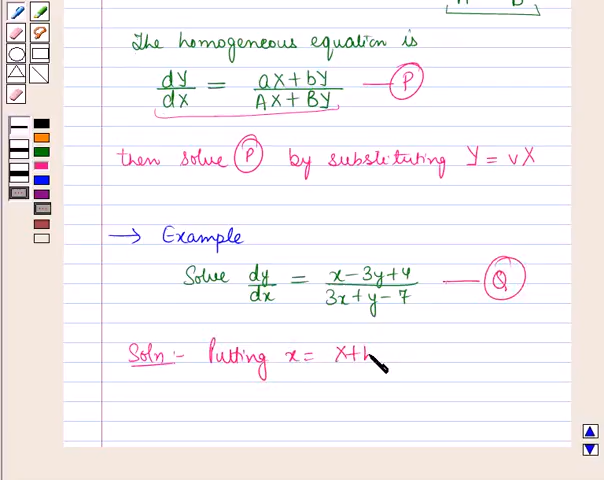 A B
The homogeneous equation is
dY/dX = aX+bY/AX+BY — P
then solve P by substituting Y = vX
→ Example
Solve dy/dx = x-3y+4/3x+y-7 — Q
Soln:- Putting x = X+h